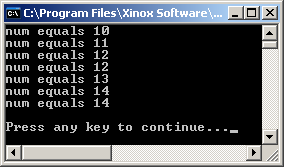 C:\Program Files\Xinox Software\...
num equals 10
num equals 11
num equals 12
num equals 12
num equals 13
num equals 14
num equals 14
Press any key to continue..._